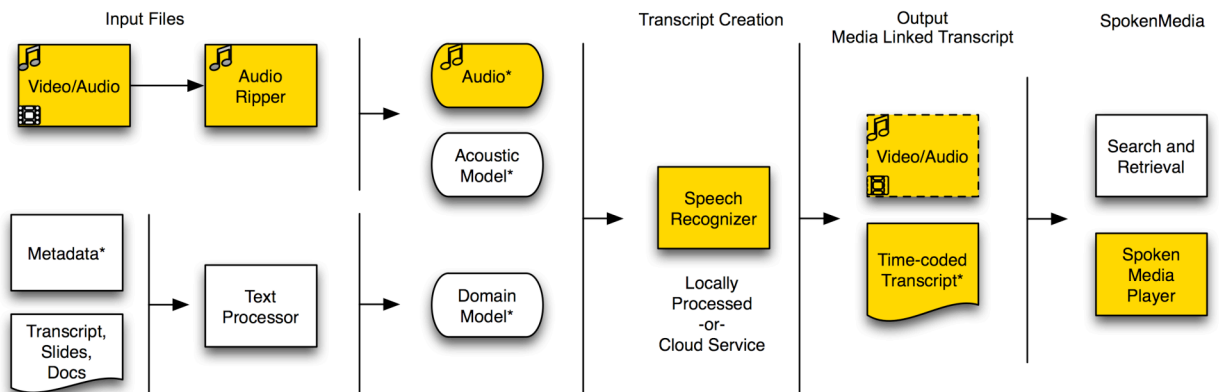 Input Files
Transcript Creation
Output
Media Linked Transcript
SpokenMedia
Video/Audio
Audio
Ripper
Audio*
Acoustic
Model*
Metadata*
Transcript,
Slides,
Docs
Text
Processor
Domain
Model*
Speech
Recognizer
Locally
Processed
-or-
Cloud Service
Video/Audio
Time-coded
Transcript*
Search and
Retrieval
Spoken
Media
Player